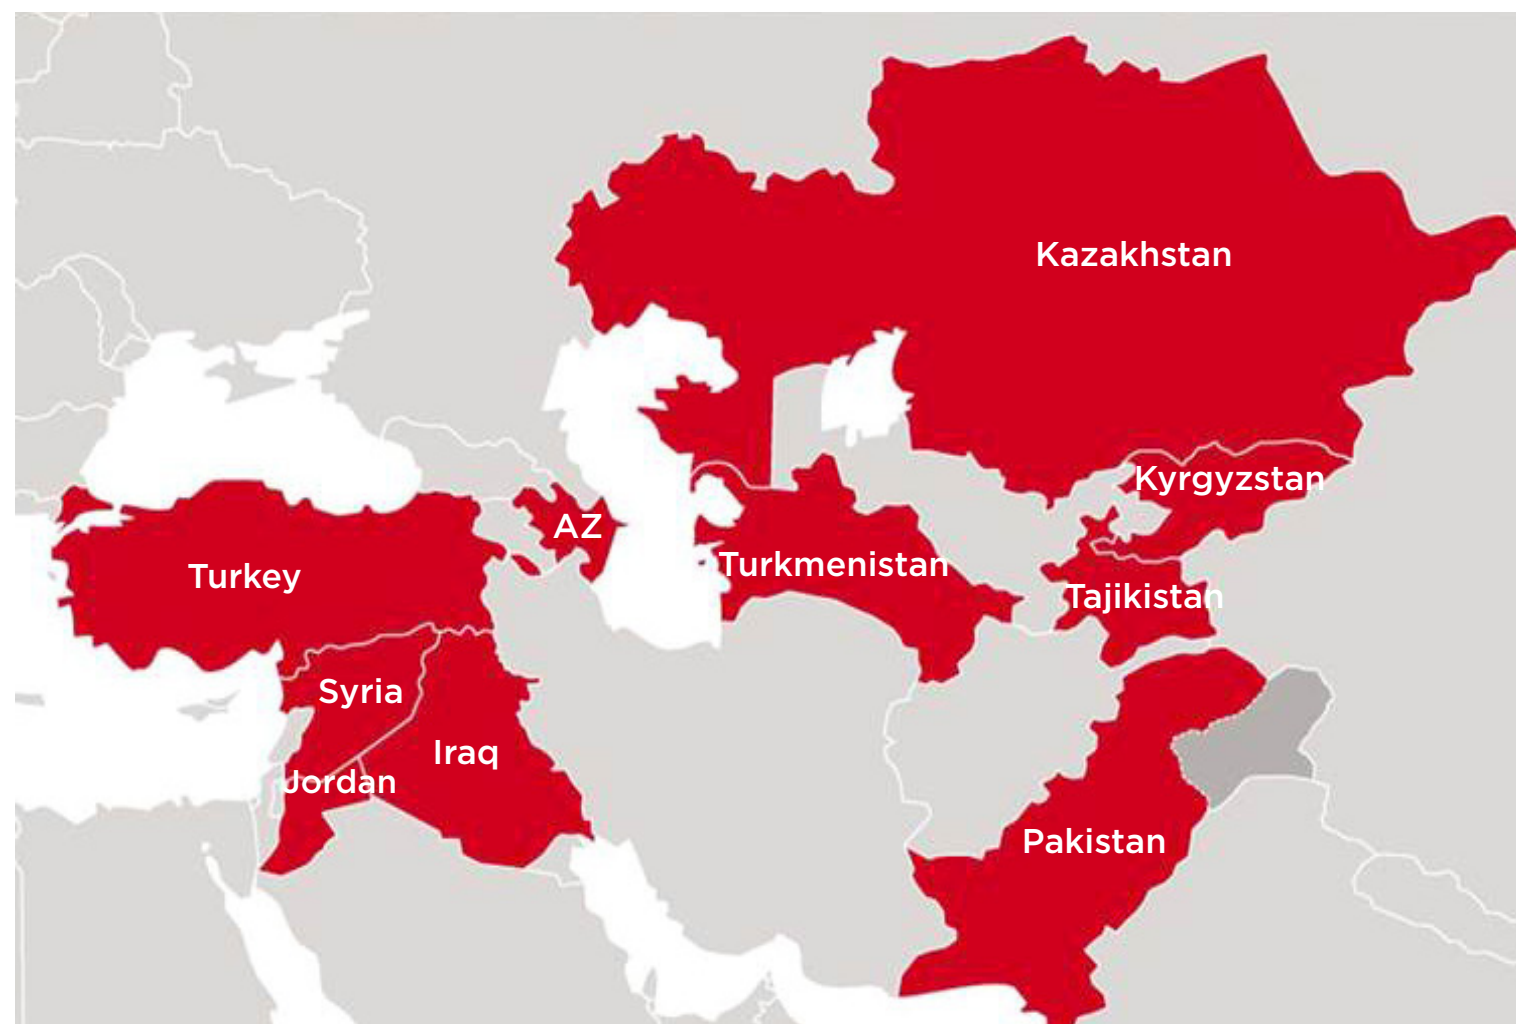 Kazakhstan
Kyrgyzstan
AZ
Turkmenistan
Turkey
Tajikistan
Syria
Iraq
Jordan
Pakistan